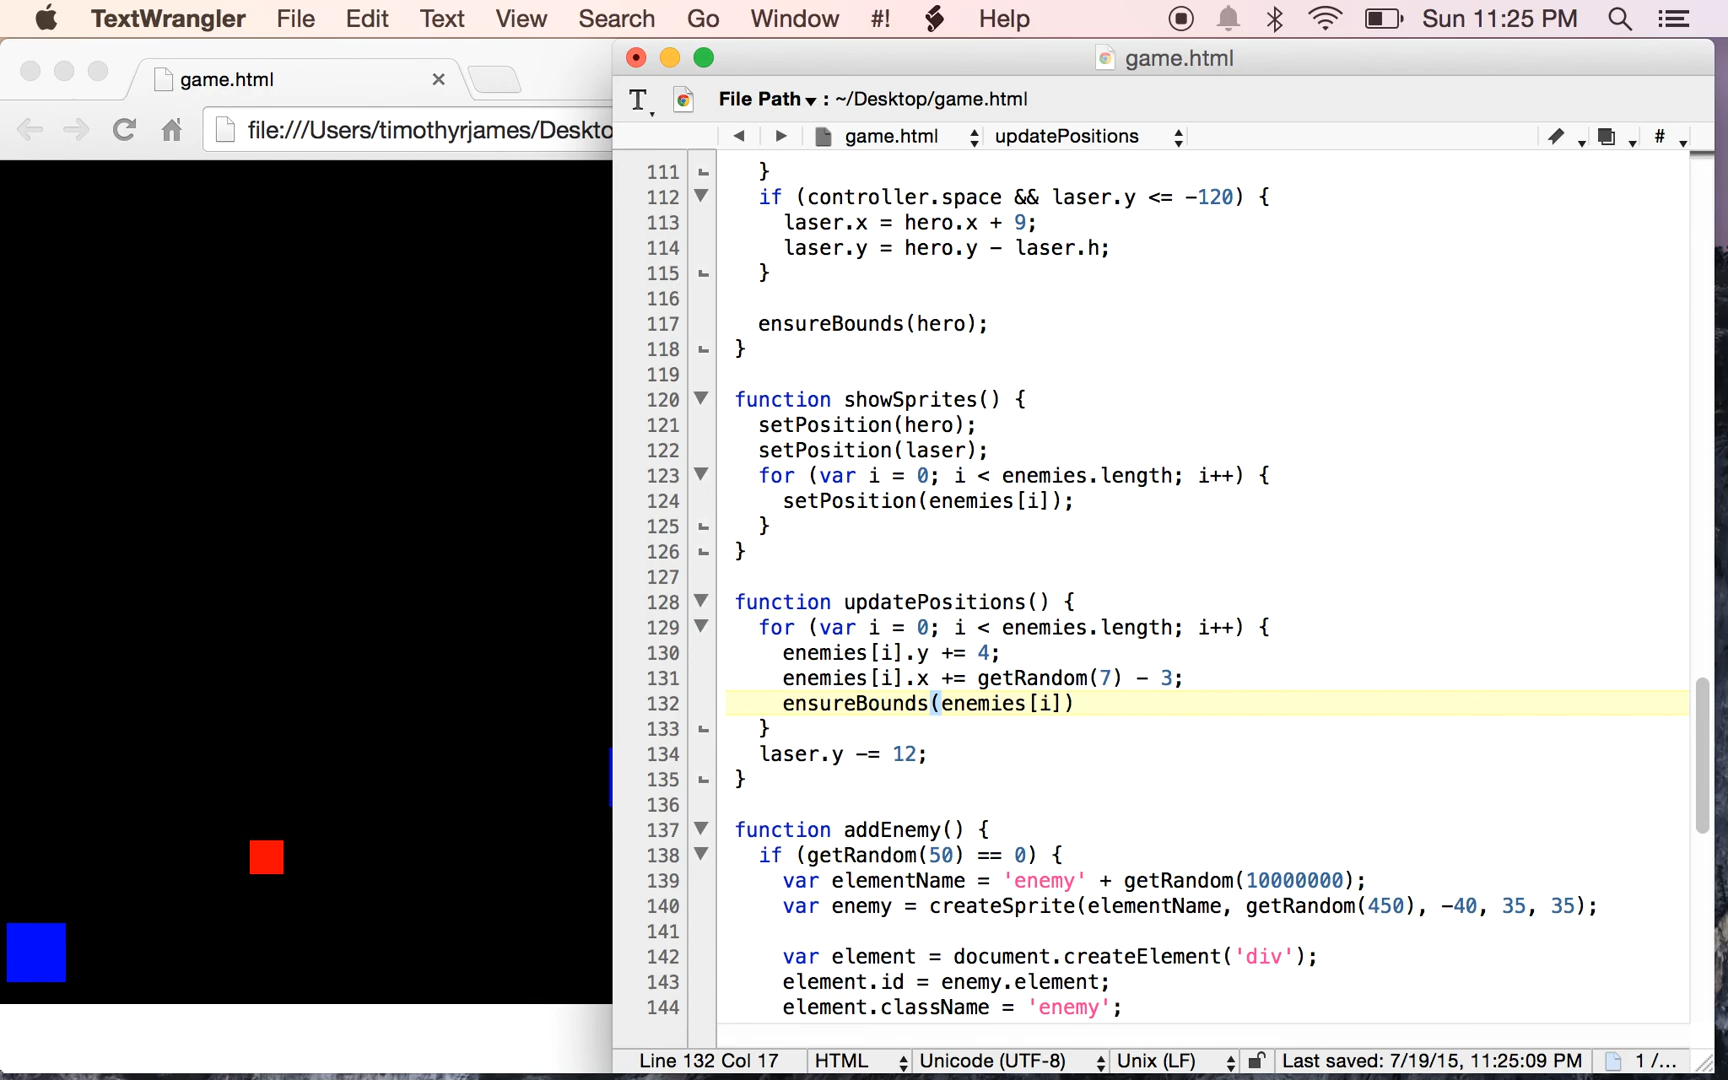 TextWrangler File Edit Text View Search Go Window #! Help Sun 11:25 PM
game.html
file:///Users/timothyrjames/Deskto
game.html
T File Path : ~/Desktop/game.html
game.html updatePositions #
111 }
112 if (controller.space && laser.y <= -120) {
113 laser.x = hero.x + 9;
114 laser.y = hero.y - laser.h;
115 }
116
117 ensureBounds(hero);
118 }
119
120 function showSprites() {
121 setPosition(hero);
122 setPosition(laser);
123 for (var i = 0; i < enemies.length; i++) {
124 setPosition(enemies[i]);
125 }
126 }
127
128 function updatePositions() {
129 for (var i = 0; i < enemies.length; i++) {
130 enemies[i].y += 4;
131 enemies[i].x += getRandom(7) - 3;
132 ensureBounds(enemies[i])
133 }
134 laser.y -= 12;
135 }
136
137 function addEnemy() {
138 if (getRandom(50) == 0) {
139 var elementName = 'enemy' + getRandom(10000000);
140 var enemy = createSprite(elementName, getRandom(450), -40, 35, 35);
141
142 var element = document.createElement('div');
143 element.id = enemy.element;
144 element.className = 'enemy';
Line 132 Col 17 HTML Unicode (UTF-8) Unix (LF) Last saved: 7/19/15, 11:25:09 PM 1 /...